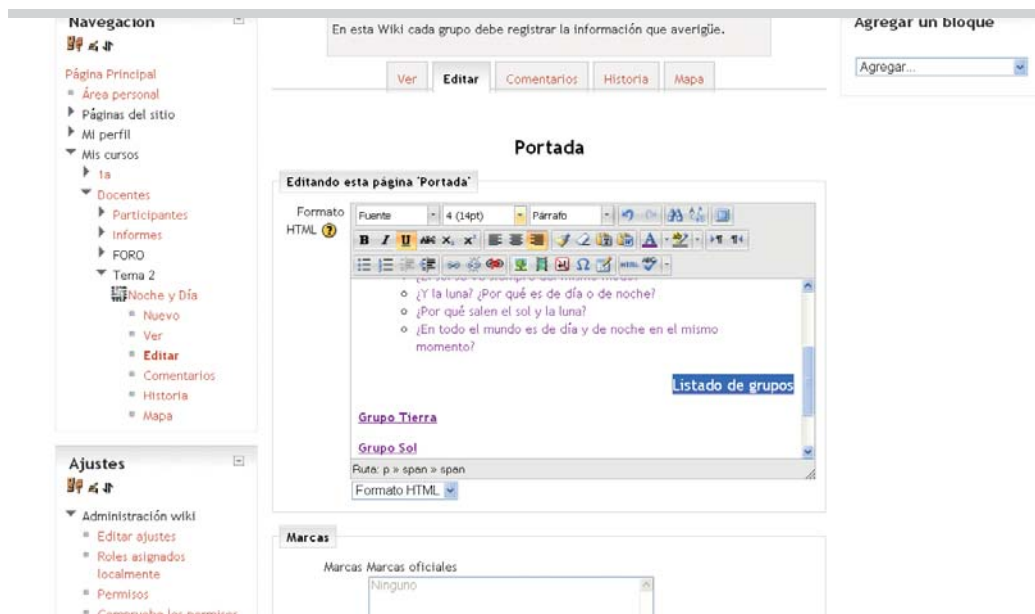 Navegación
Página Principal
Área personal
Páginas del sitio
Mi perfil
Mis cursos
1a
Docentes
Participantes
Informes
FORO
Tema 2
Noche y Día
Nuevo
Ver
Editar
Comentarios
Historia
Mapa
Ajustes
Administración wiki
Editar ajustes
Roles asignados
localmente
Permisos
Compruebe los permisos
En esta Wiki cada grupo debe registrar la información que averigüe.
Ver Editar Comentarios Historia Mapa
Portada
Editando esta página 'Portada'
Formato
HTML
Fuente 4 (14pt) Párrafo
¿Y la luna? ¿Por qué es de día o de noche?
¿Por qué salen el sol y la luna?
¿En todo el mundo es de día y de noche en el mismo
momento?
Listado de grupos
Grupo Tierra
Grupo Sol
Ruta: p » span » span
Formato HTML
Marcas
Marcas Marcas oficiales
Ninguno
Agregar un bloque
Agregar...